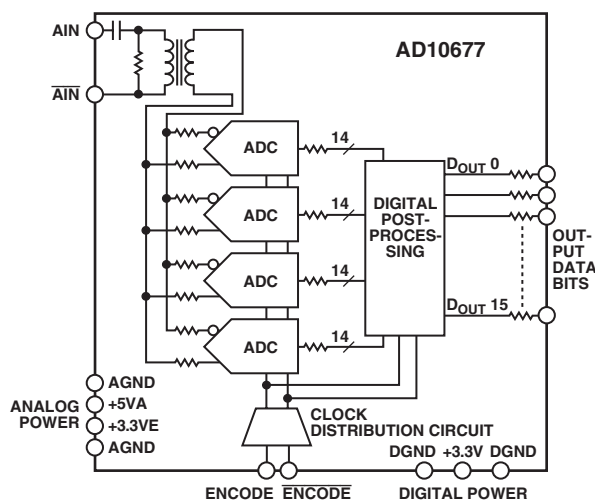 AIN
AD10677
AIN
ADC
14
DOUT 0
ADC
14
DIGITAL
POST-
PROCES-
SING
OUT-
PUT DATA
BITS
ADC
14
DOUT 15
ADC
14
AGND
ANALOG
POWER
+5VA
+3.3VE
AGND
CLOCK
DISTRIBUTION CIRCUIT
DGND +3.3V DGND
ENCODE ENCODE
DIGITAL POWER